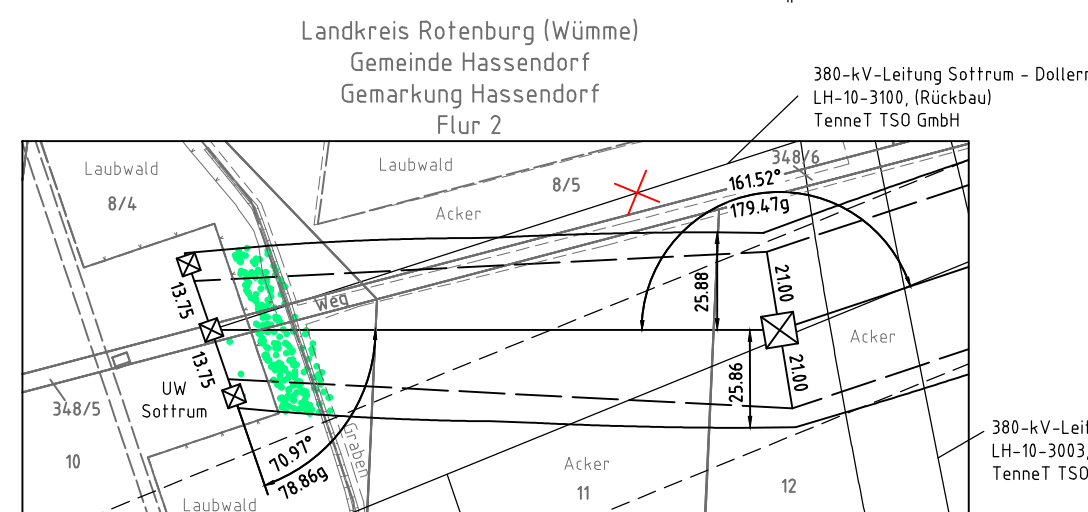 Landkreis Rotenburg (Wümme)
Gemeinde Hassendorf
Gemarkung Hassendorf
Flur 2
380-kV-Leitung Sottrum - Dollern
LH-10-3100, (Rückbau)
TenneT TSO GmbH
Laubwald
8/4
Laubwald
8/5
Acker
348/6
161.52°
179.47g
13.75
Weg
25.88
21.00
13.75
UW
Sottrum
348/5
10
25.86
21.00
Acker
70.97°
78.86g
Graben
Laubwald
Acker
11
12
380-kV-Leit
LH-10-3003,
TenneT TSO